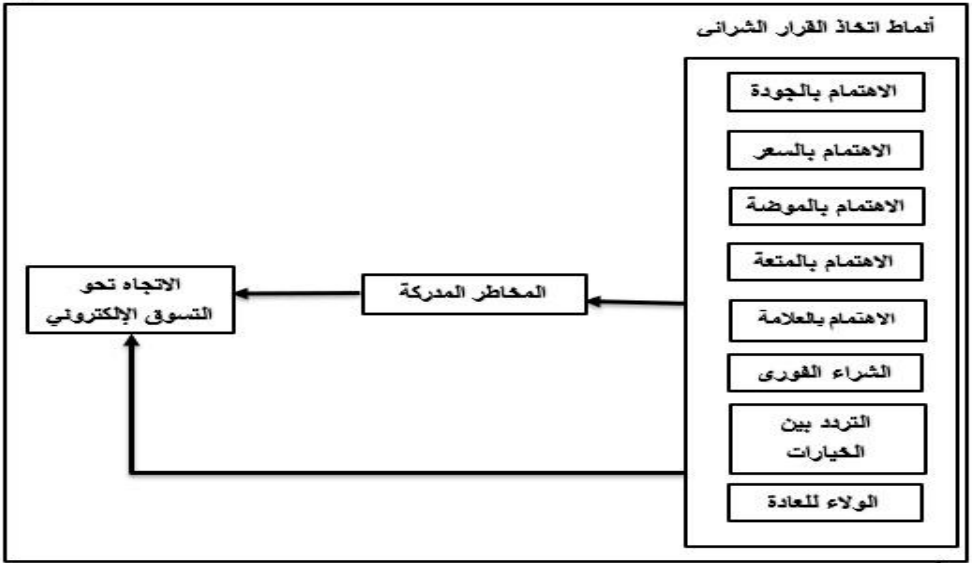 أنماط اتخاذ القرار الشرائى
الاهتمام بالجودة
الاهتمام بالسعر
الاهتمام بالموضة
الاهتمام بالمتعة
الاهتمام بالعلامة
الشراء الفورى
التردد بين
الخيارات
الولاء للعادة
المخاطر المدركة
الاتجاه نحو
التسوق الإلكتروني